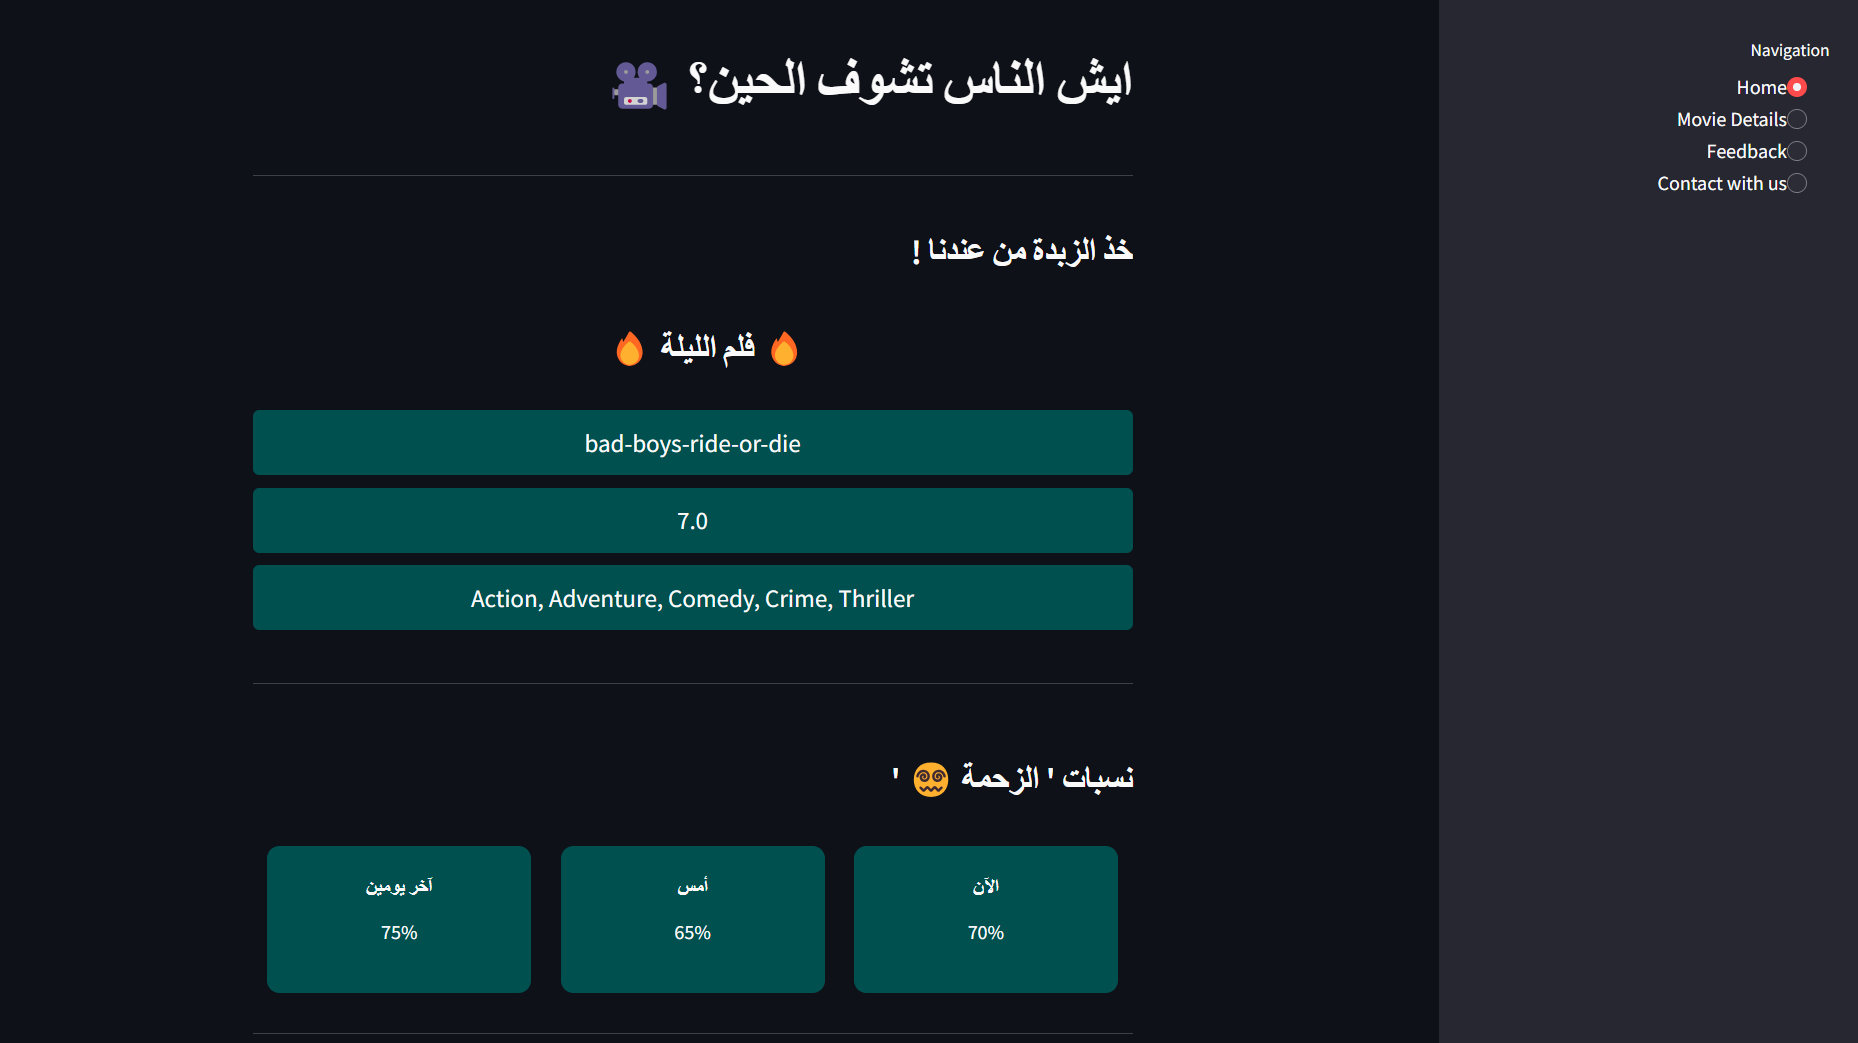 ايش الناس تشوف الحين؟ 🎥
خذ الزبدة من عندنا !
🔥 فلم الليلة 🔥
bad-boys-ride-or-die
7.0
Action, Adventure, Comedy, Crime, Thriller
نسبات ' الزحمة 😵‍💫 '
الآن
70%
أمس
65%
آخر يومين
75%
Navigation
Home
Movie Details
Feedback
Contact with us